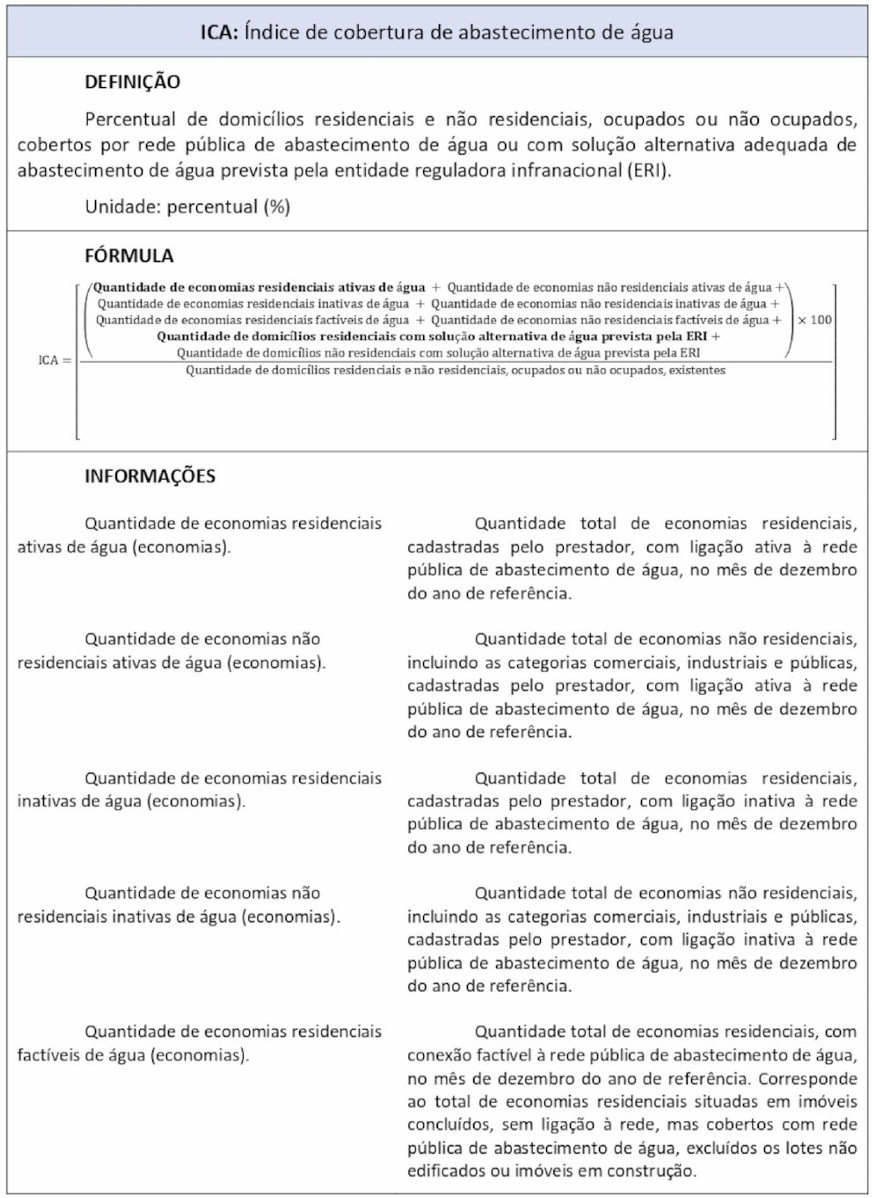 ICA: Índice de cobertura de abastecimento de água
DEFINIÇÃO
Percentual de domicílios residenciais e não residenciais, ocupados ou não ocupados,
cobertos por rede pública de abastecimento de água ou com solução alternativa adequada de
abastecimento de água prevista pela entidade reguladora infranacional (ERI).
Unidade: percentual (%)
FÓRMULA
Quantidade de economias residenciais ativas de água + Quantidade de economias não residenciais ativas de água +
Quantidade de economias residenciais inativas de água + Quantidade de economias não residenciais inativas de água +
Quantidade de economias residenciais factíveis de água + Quantidade de economias não residenciais factíveis de água + × 100
Quantidade de domicílios residenciais com solução alternativa de água prevista pela ERI +
Quantidade de domicílios não residenciais com solução alternativa de água prevista pela ERI
ICA =
Quantidade de domicílios residenciais e não residenciais, ocupados ou não ocupados, existentes
INFORMAÇÕES
Quantidade de economias residenciais
ativas de água (economias).
Quantidade total de economias residenciais,
cadastradas pelo prestador, com ligação ativa à rede
pública de abastecimento de água, no mês de dezembro
do ano de referência.
Quantidade de economias não
residenciais ativas de água (economias).
Quantidade total de economias não residenciais,
incluindo as categorias comerciais, industriais e públicas,
cadastradas pelo prestador, com ligação ativa à rede
pública de abastecimento de água, no mês de dezembro
do ano de referência.
Quantidade de economias residenciais
inativas de água (economias).
Quantidade total de economias residenciais,
cadastradas pelo prestador, com ligação inativa à rede
pública de abastecimento de água, no mês de dezembro
do ano de referência.
Quantidade de economias não
residenciais inativas de água (economias).
Quantidade total de economias não residenciais,
incluindo as categorias comerciais, industriais e públicas,
cadastradas pelo prestador, com ligação inativa à rede
pública de abastecimento de água, no mês de dezembro
do ano de referência.
Quantidade de economias residenciais
factíveis de água (economias).
Quantidade total de economias residenciais, com
conexão factível à rede pública de abastecimento de água,
no mês de dezembro do ano de referência. Corresponde
ao total de economias residenciais situadas em imóveis
concluídos, sem ligação à rede, mas cobertos com rede
pública de abastecimento de água, excluídos os lotes não
edificados ou imóveis em construção.